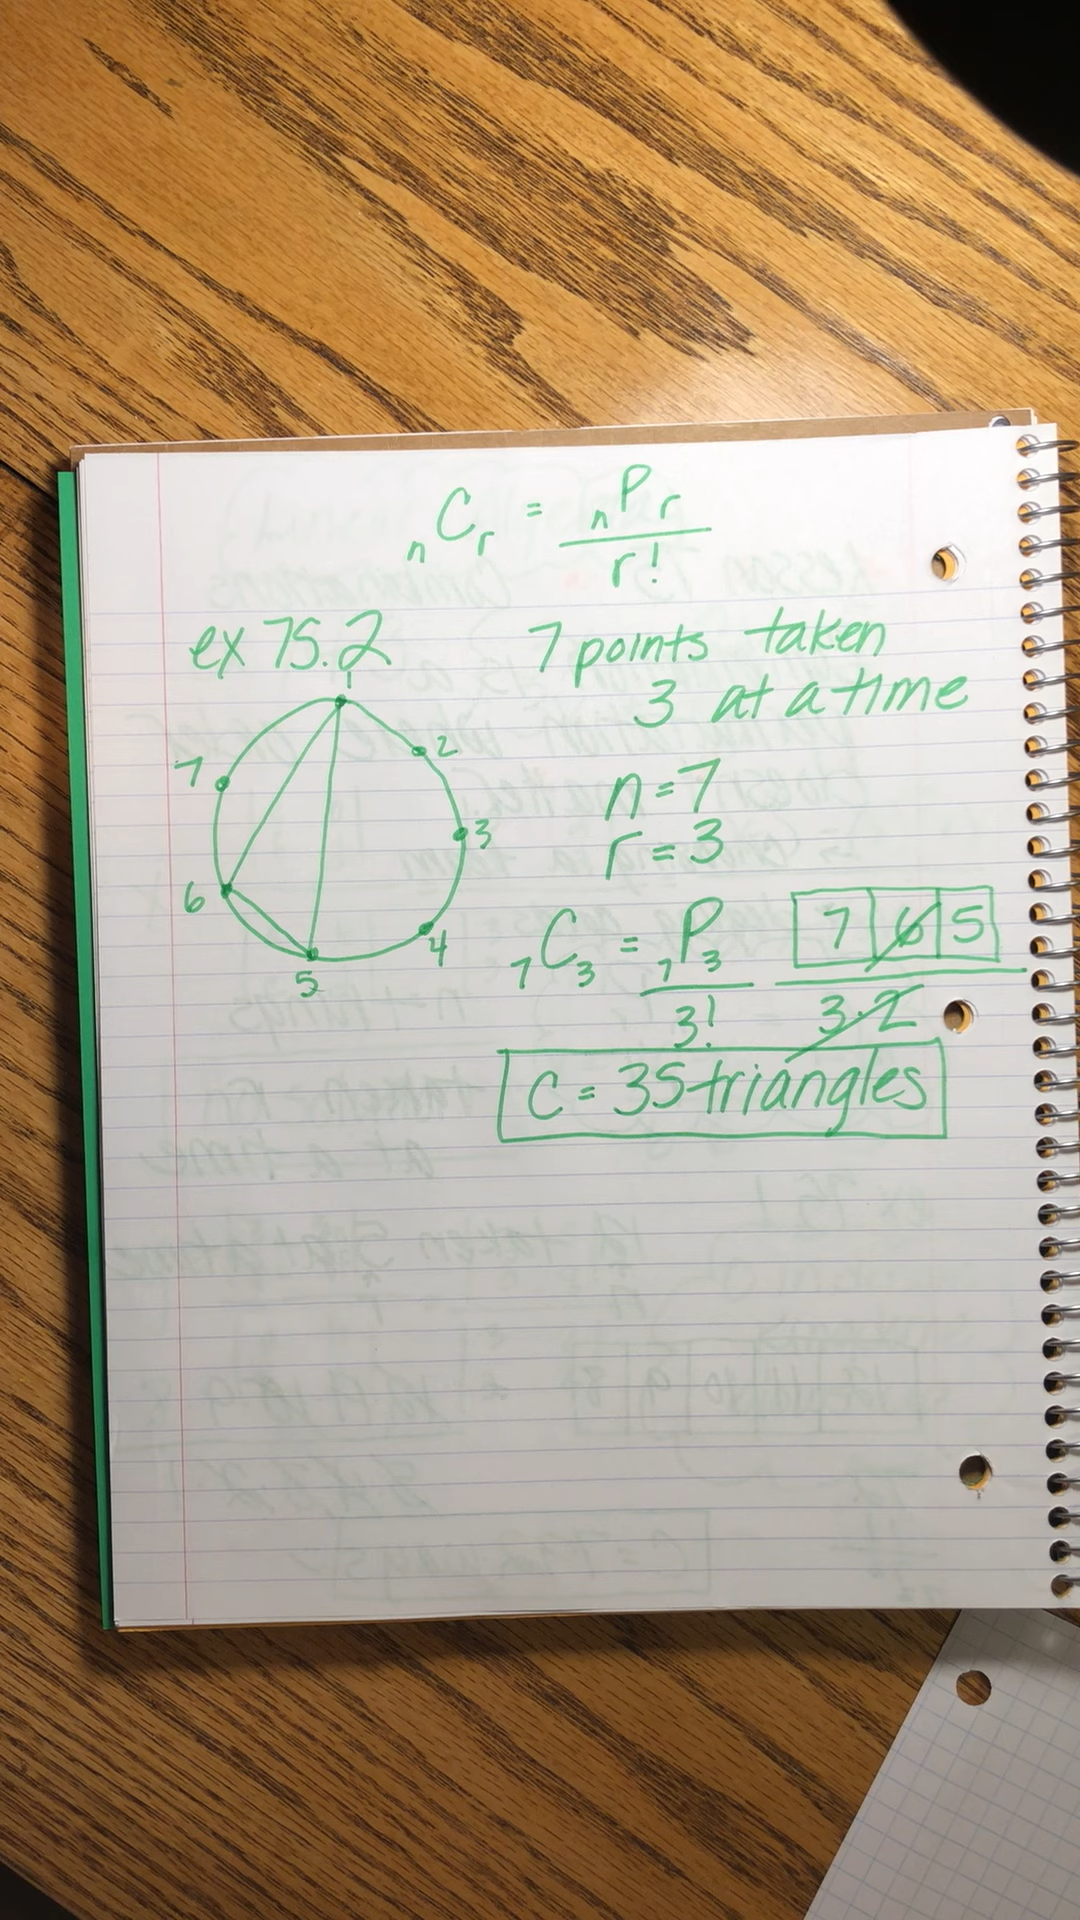 nCr = nPr
r!
ex 75.2
7 points taken
3 at a time
1
2
3
4
5
6
7
n=7
r=3
7C3 = 7P3
3!
7 6 5
3·2
C = 35 triangles